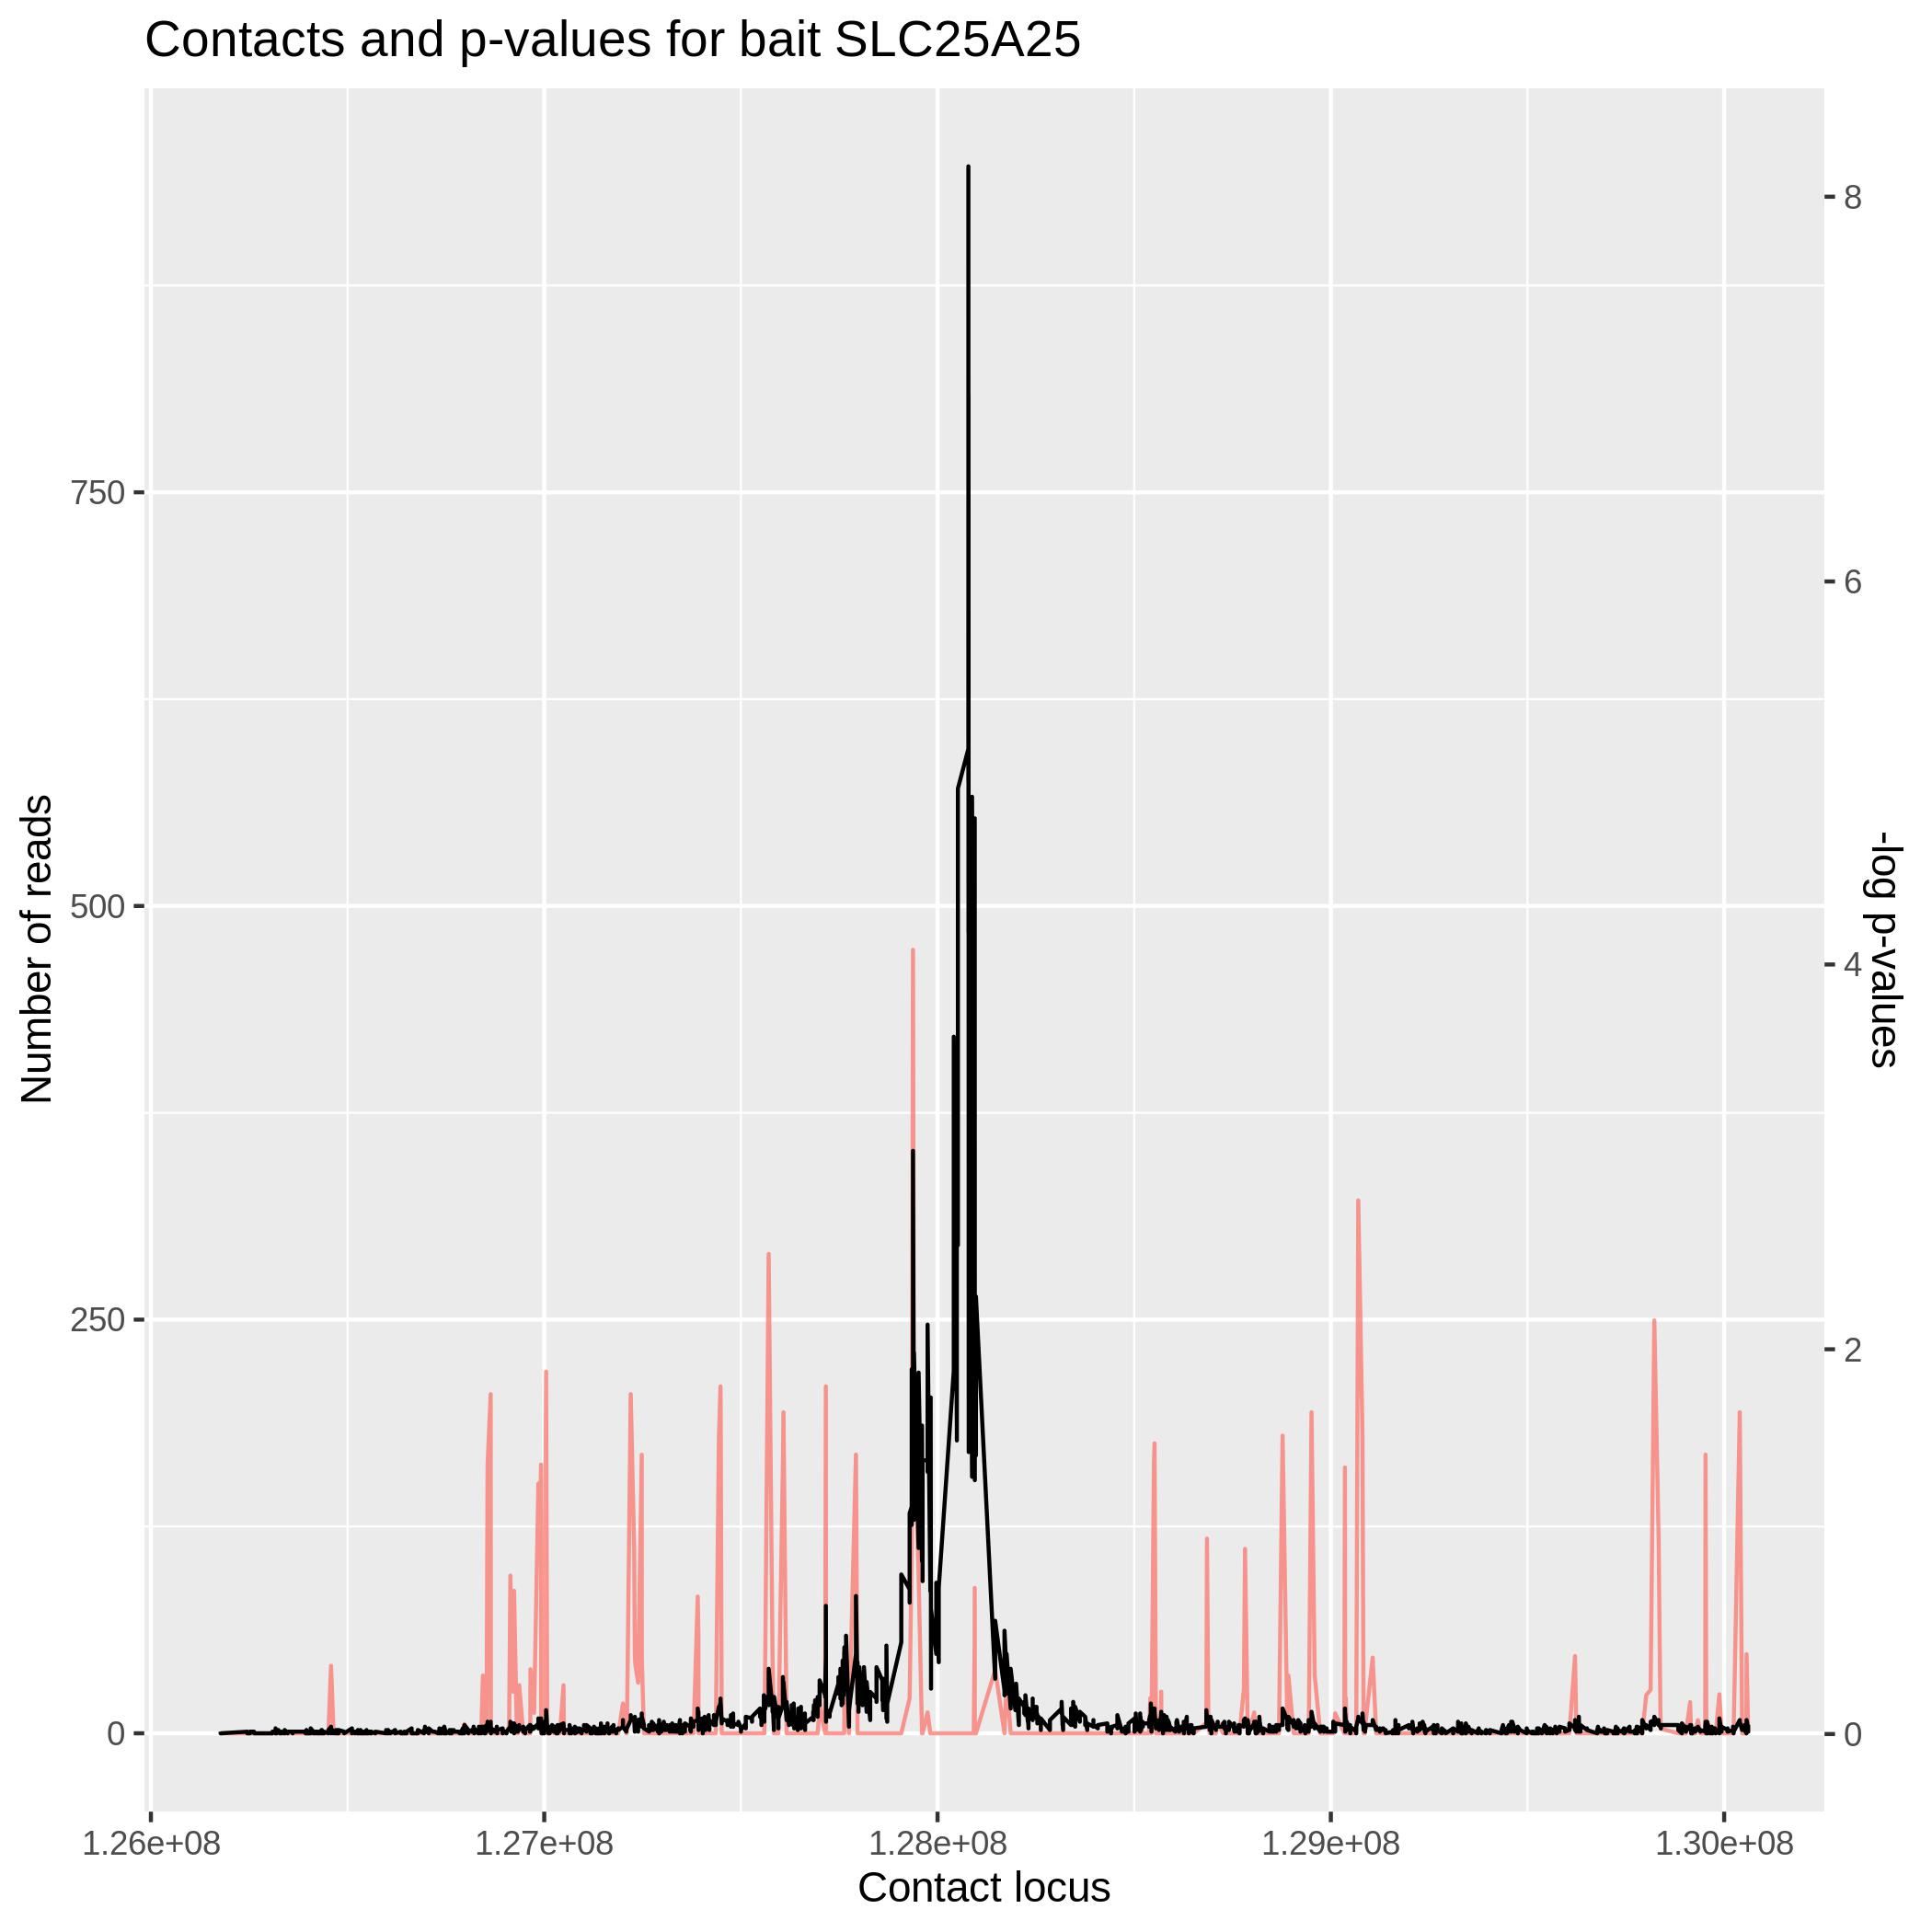 Contacts and p-values for bait SLC25A25
8
750
6
Number of reads
-log p-values
500
4
250
2
0
0
1.26e+08 1.27e+08 1.28e+08 1.29e+08 1.30e+08
Contact locus